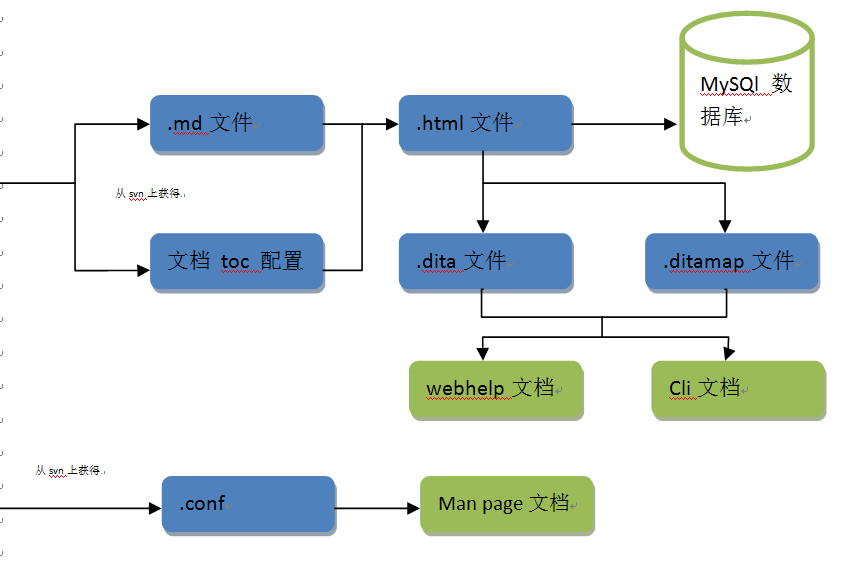 MySQl 数
据库
.md 文件
.html 文件
从 svn 上获得.
文档 toc 配置
.dita 文件
.ditamap 文件
webhelp 文档
Cli 文档
从 svn 上获得.
.conf
Man page 文档